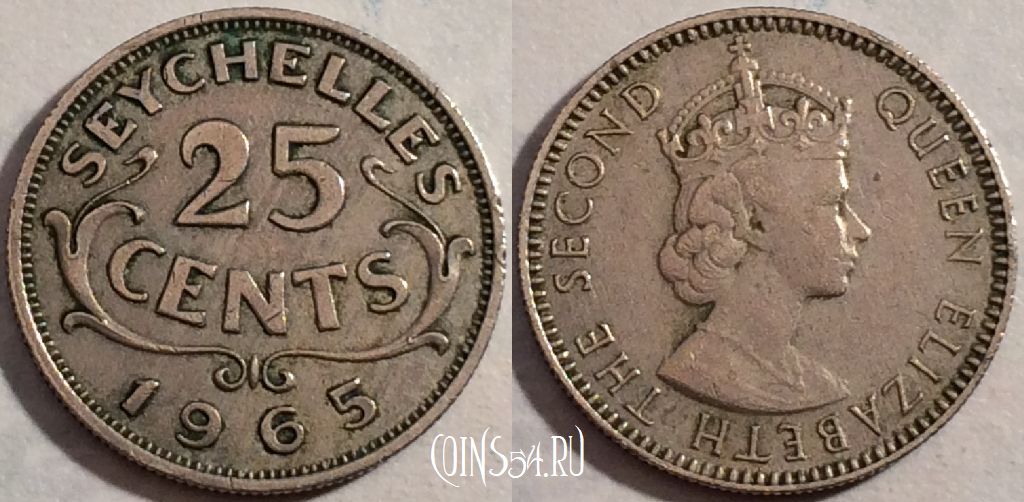 SEYCHELLES
25
CENTS
1965
QUEEN ELIZABETH THE SECOND
COINS54.RU